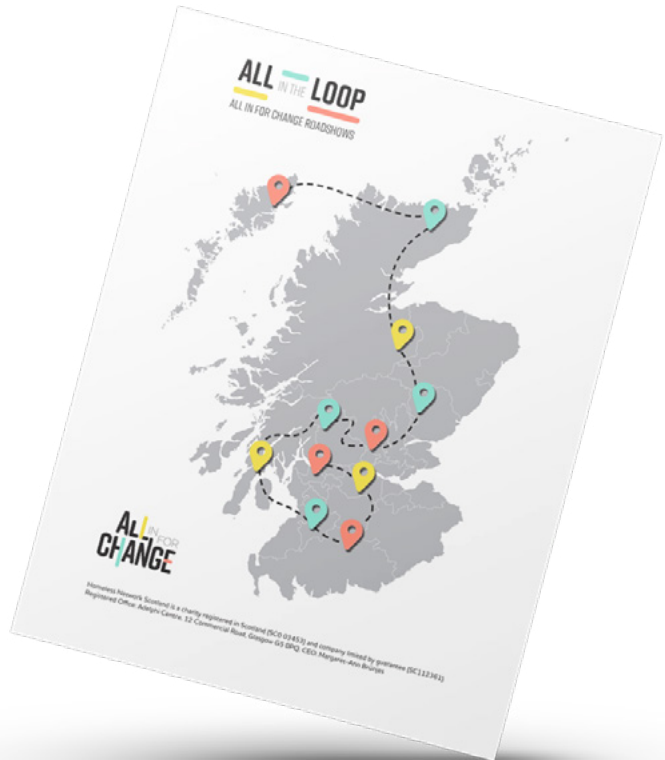 ALL IN THE LOOP
ALL IN FOR CHANGE ROADSHOWS
ALL IN FOR
CHANGE
Homeless Network Scotland is a charity registered in Scotland (SC0 03453) and company limited by guarantee (SC112361)
Registered Office: Adelphi Centre, 12 Commercial Road, Glasgow G5 0PQ. CEO: Margaret-Ann Brünjes